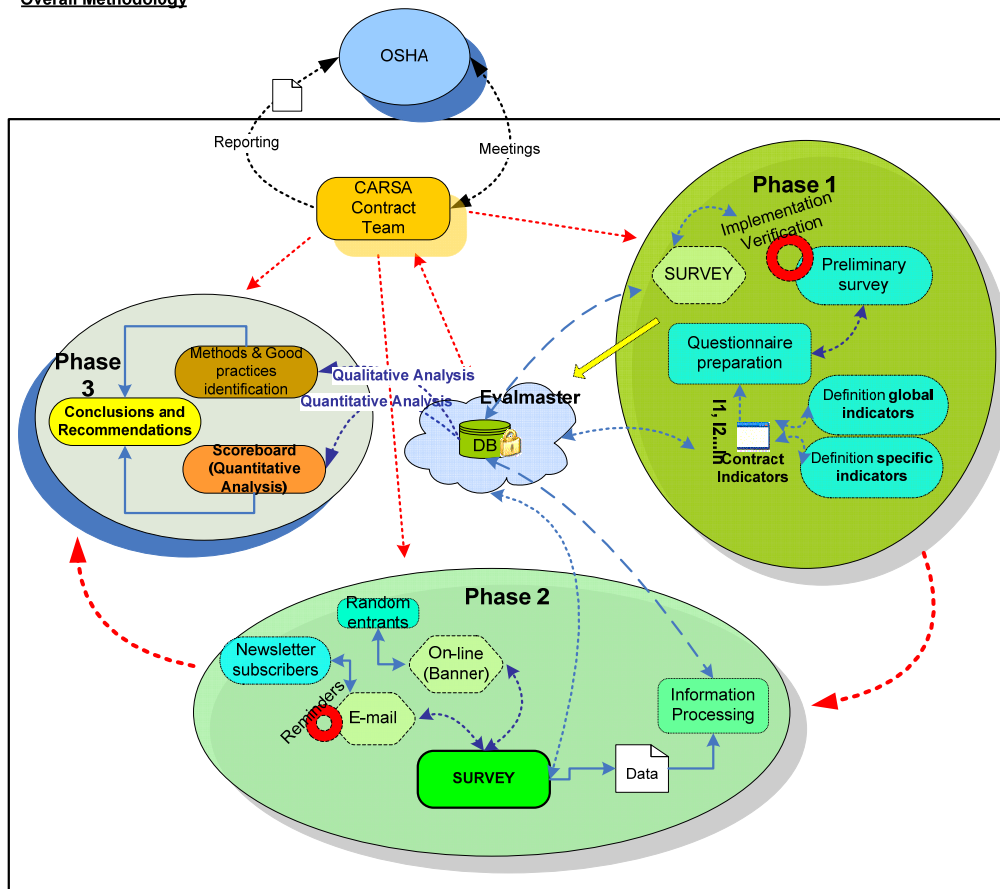 Overall Methodology
OSHA
Reporting
Meetings
CARSA
Contract
Team
Phase 1
Implementation
Verification
SURVEY
Preliminary
survey
Questionnaire
preparation
Definition global
indicators
I1, I2...In
Contract
Indicators
Definition specific
indicators
Phase
3
Methods & Good
practices
identification
Conclusions and
Recommendations
Scoreboard
(Quantitative
Analysis)
Qualitative Analysis
Quantitative Analysis
Evalmaster
DB
Phase 2
Random
entrants
Newsletter
subscribers
On-line
(Banner)
Reminders
E-mail
SURVEY
Data
Information
Processing